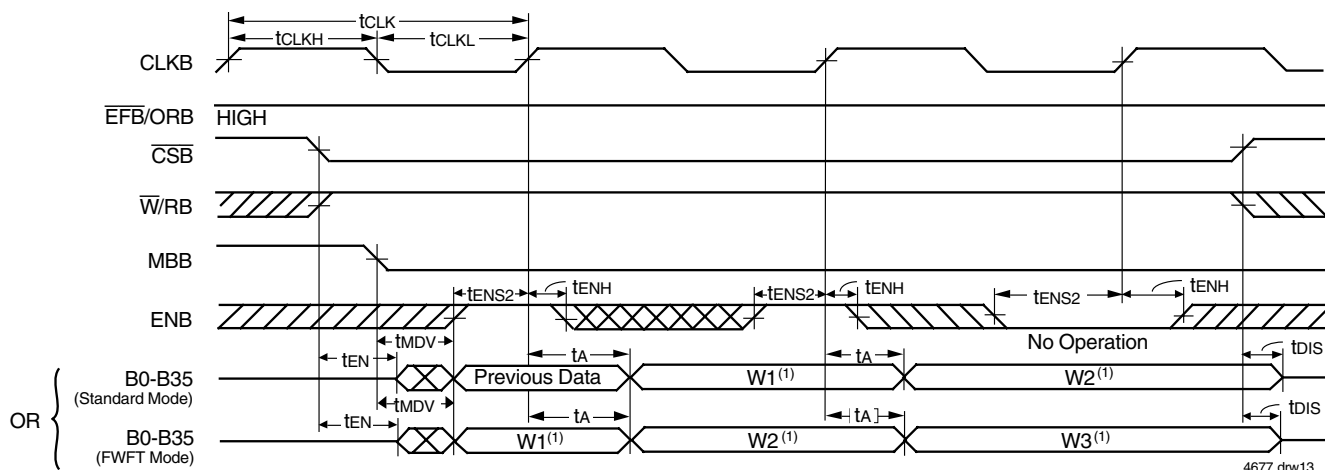 tCLK
tCLKH
tCLKL
CLKB
EFB/ORB
HIGH
CSB
W/RB
MBB
tENS2
tENH
tENS2
tENH
tENS2
tENH
ENB
No Operation
tMDV
tEN
tA
tA
tDIS
B0-B35
(Standard Mode)
Previous Data
W1(1)
W2(1)
OR
tMDV
tEN
tA
tA
tDIS
B0-B35
(FWFT Mode)
W1(1)
W2(1)
W3(1)
4677 drw13